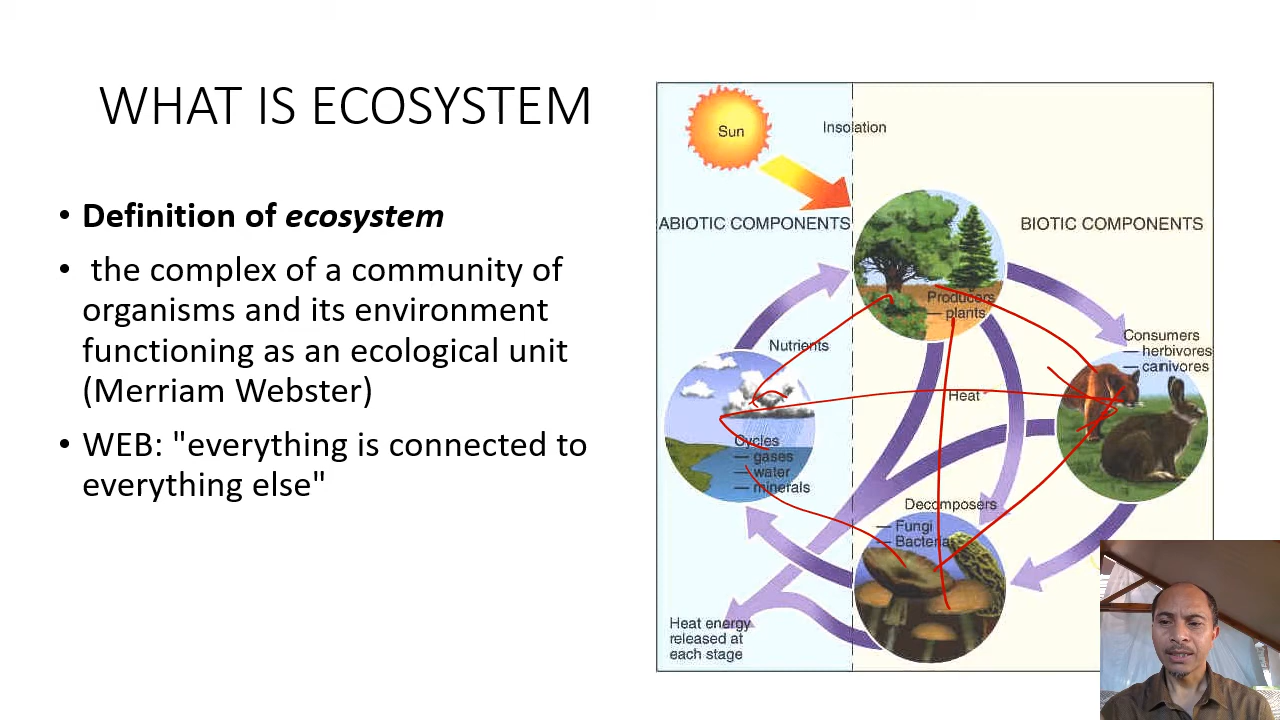 WHAT IS ECOSYSTEM
• Definition of ecosystem
• the complex of a community of
organisms and its environment
functioning as an ecological unit
(Merriam Webster)
• WEB: "everything is connected to
everything else"
Sun
Insolation
ABIOTIC COMPONENTS
BIOTIC COMPONENTS
Producers
— plants
Nutrients
Consumers
— herbivores
— carnivores
Heat
Cycles
— gases
— water
— minerals
Decomposers
— Fungi
— Bacteria
Heat energy
released at
each stage